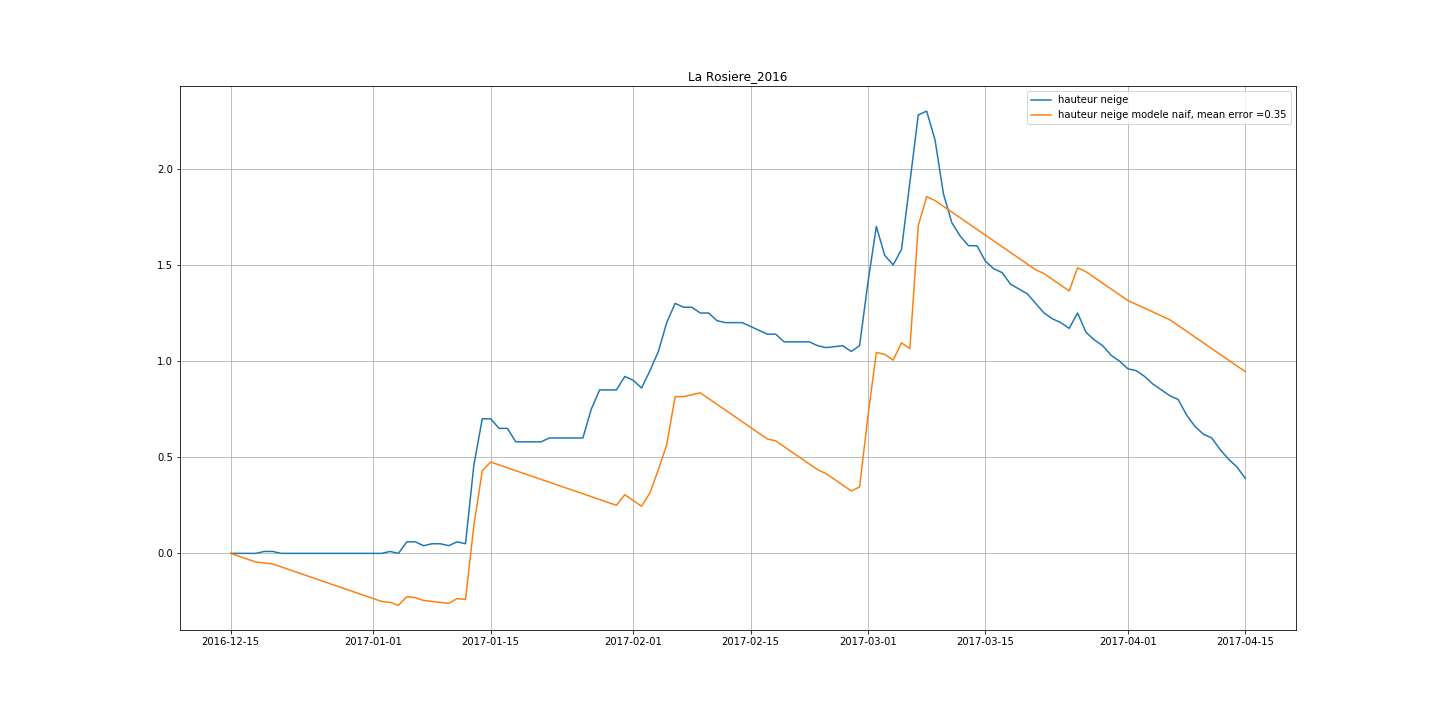 La Rosiere_2016
hauteur neige
hauteur neige modele naif, mean error =0.35
2.0
1.5
1.0
0.5
0.0
2016-12-15 2017-01-01 2017-01-15 2017-02-01 2017-02-15 2017-03-01 2017-03-15 2017-04-01 2017-04-15